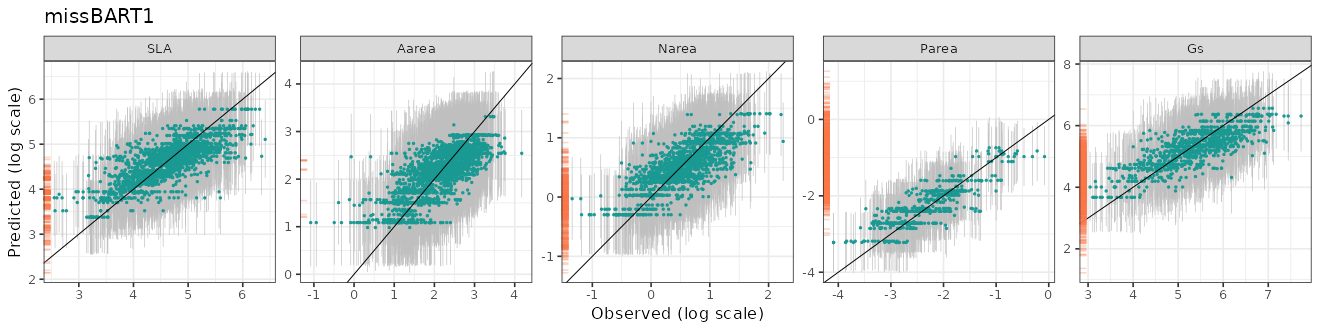 missBART1
SLA Aarea Narea Parea Gs
Predicted (log scale)
6 5 4 3 2
4 3 2 1 0
2 1 0 -1
0 -2 -4
8 6 4 2
3 4 5 6
-1 0 1 2 3 4
-1 0 1 2
-4 -3 -2 -1 0
3 4 5 6 7
Observed (log scale)